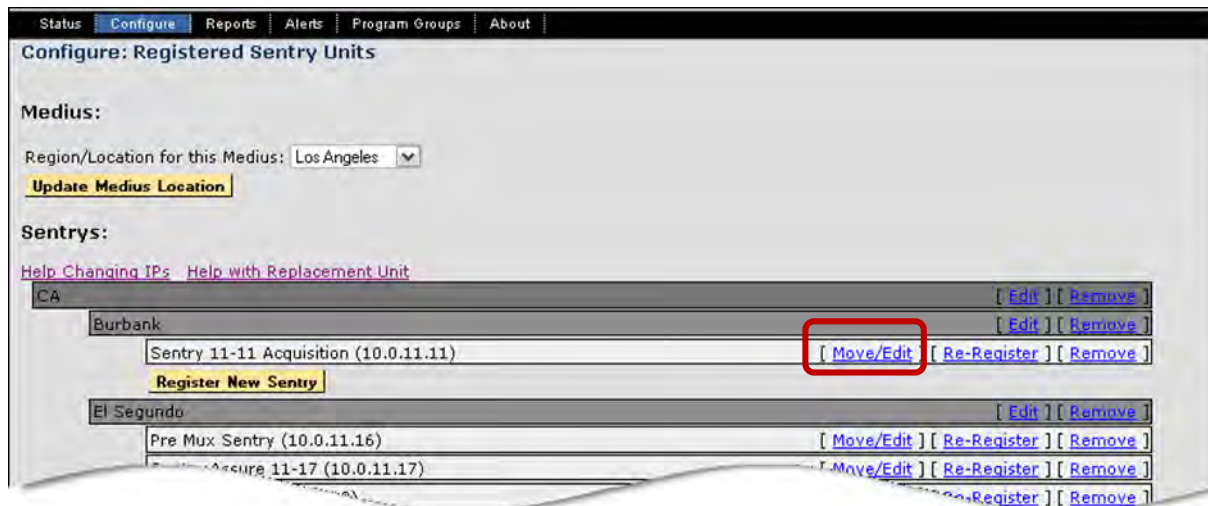 Status Configure Reports Alerts Program Groups About
Configure: Registered Sentry Units
Medius:
Region/Location for this Medius: Los Angeles
Update Medius Location
Sentrys:
Help Changing IPs Help with Replacement Unit
CA [ Edit ] [ Remove ]
Burbank [ Edit ] [ Remove ]
Sentry 11-11 Acquisition (10.0.11.11) [ Move/Edit ] [ Re-Register ] [ Remove ]
Register New Sentry
El Segundo [ Edit ] [ Remove ]
Pre Mux Sentry (10.0.11.16) [ Move/Edit ] [ Re-Register ] [ Remove ]
Assure 11-17 (10.0.11.17) [ Move/Edit ] [ Re-Register ] [ Remove ]
Re-Register ] [ Remove ]